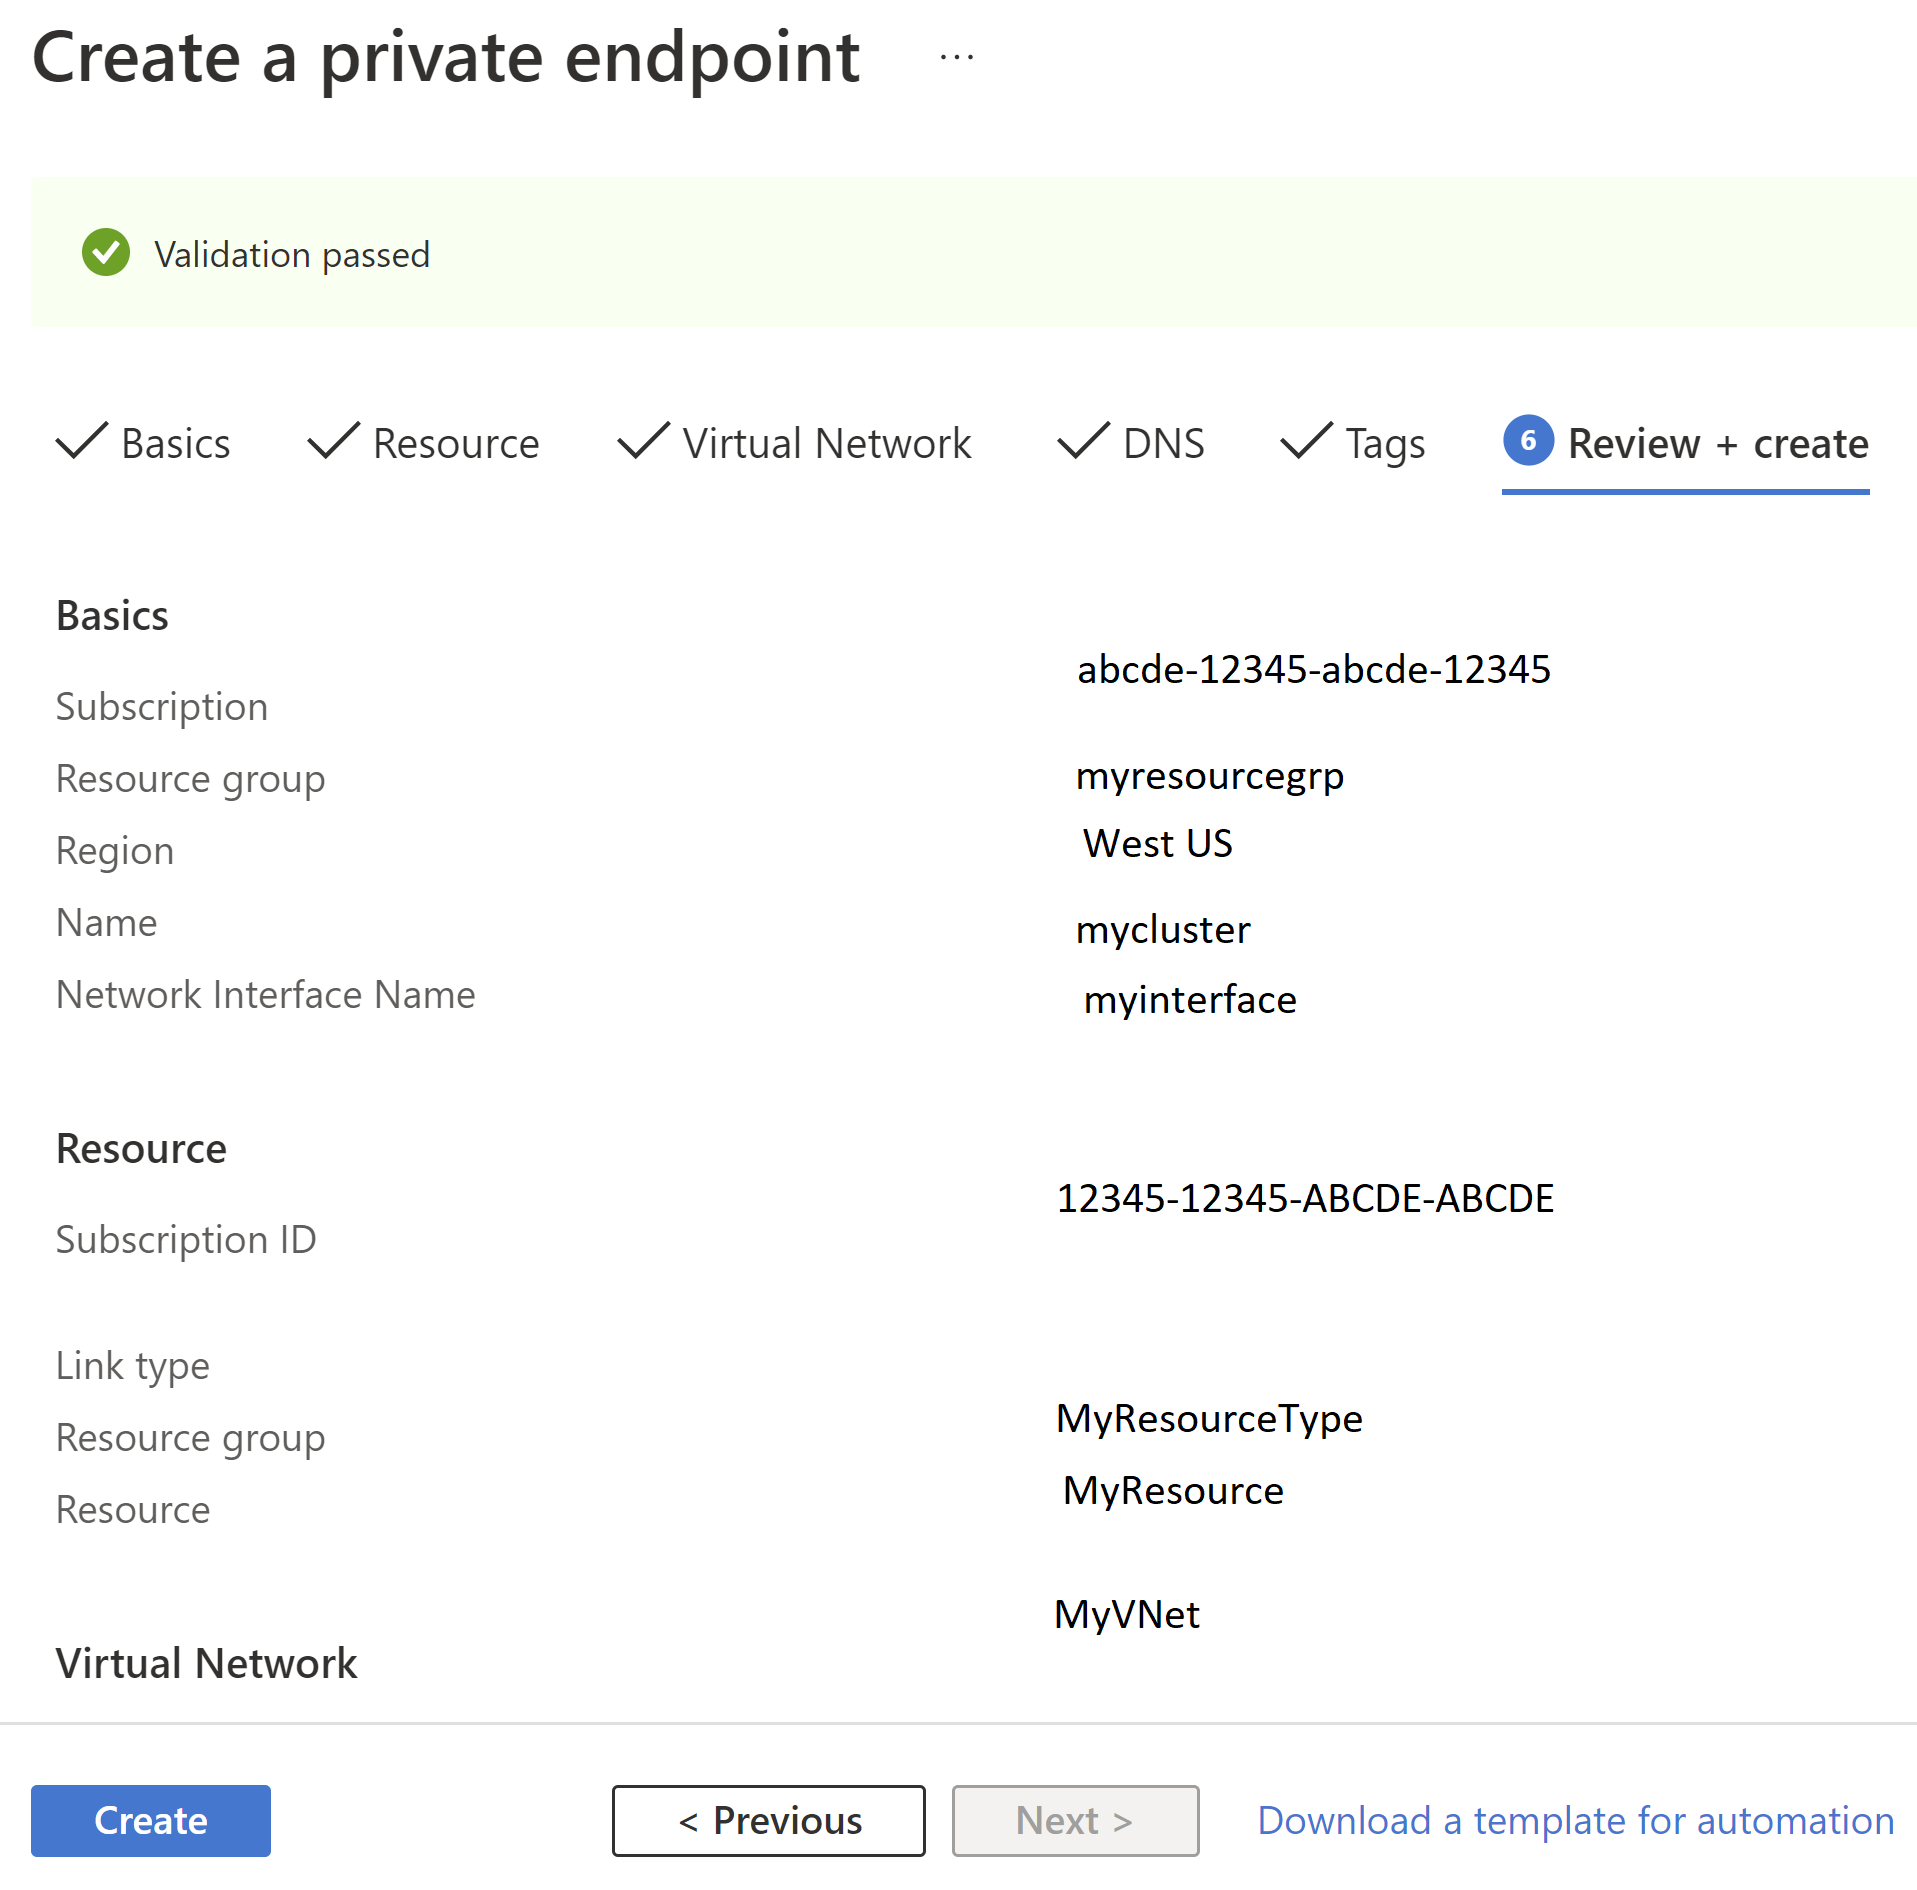 Create a private endpoint ...
Validation passed
Basics Resource Virtual Network DNS Tags 6 Review + create
Basics
abcde-12345-abcde-12345
Subscription
Resource group myresourcegrp
Region West US
Name mycluster
Network Interface Name myinterface
Resource
12345-12345-ABCDE-ABCDE
Subscription ID
Link type
MyResourceType
Resource group
MyResource
Resource
MyVNet
Virtual Network
Create < Previous Next > Download a template for automation